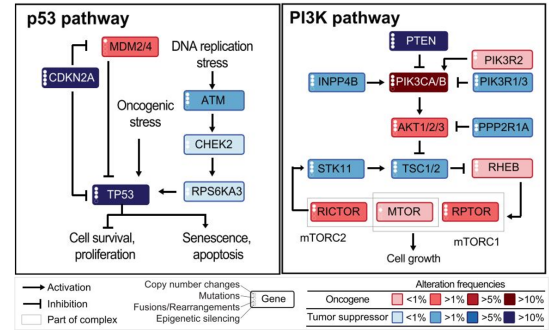 p53 pathway
MDM2/4
DNA replication
stress
CDKN2A
ATM
Oncogenic
stress
CHEK2
TP53
RPS6KA3
Cell survival,
proliferation
Senescence,
apoptosis
PI3K pathway
PTEN
PIK3R2
INPP4B
PIK3CA/B
PIK3R1/3
AKT1/2/3
PPP2R1A
STK11
TSC1/2
RHEB
RICTOR
MTOR
RPTOR
mTORC2
mTORC1
Cell growth
Activation
Inhibition
Part of complex
Copy number changes
Mutations
Fusions/Rearrangements
Epigenetic silencing
Gene
Alteration frequencies
Oncogene <1% >1% >5% >10%
Tumor suppressor <1% >1% >5% >10%